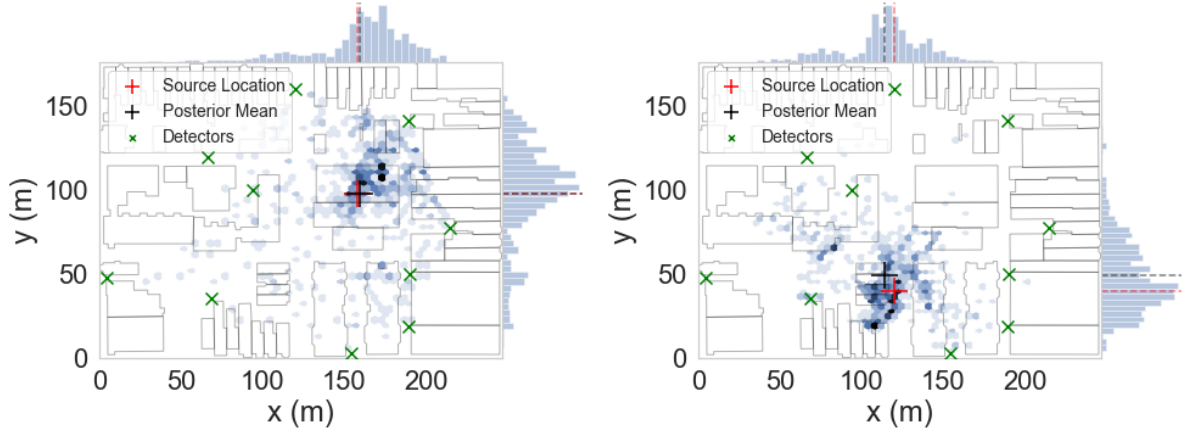 Source Location
Posterior Mean
Detectors
150
100
50
0
y (m)
0 50 100 150 200
x (m)
Source Location
Posterior Mean
Detectors
150
100
50
0
y (m)
0 50 100 150 200
x (m)